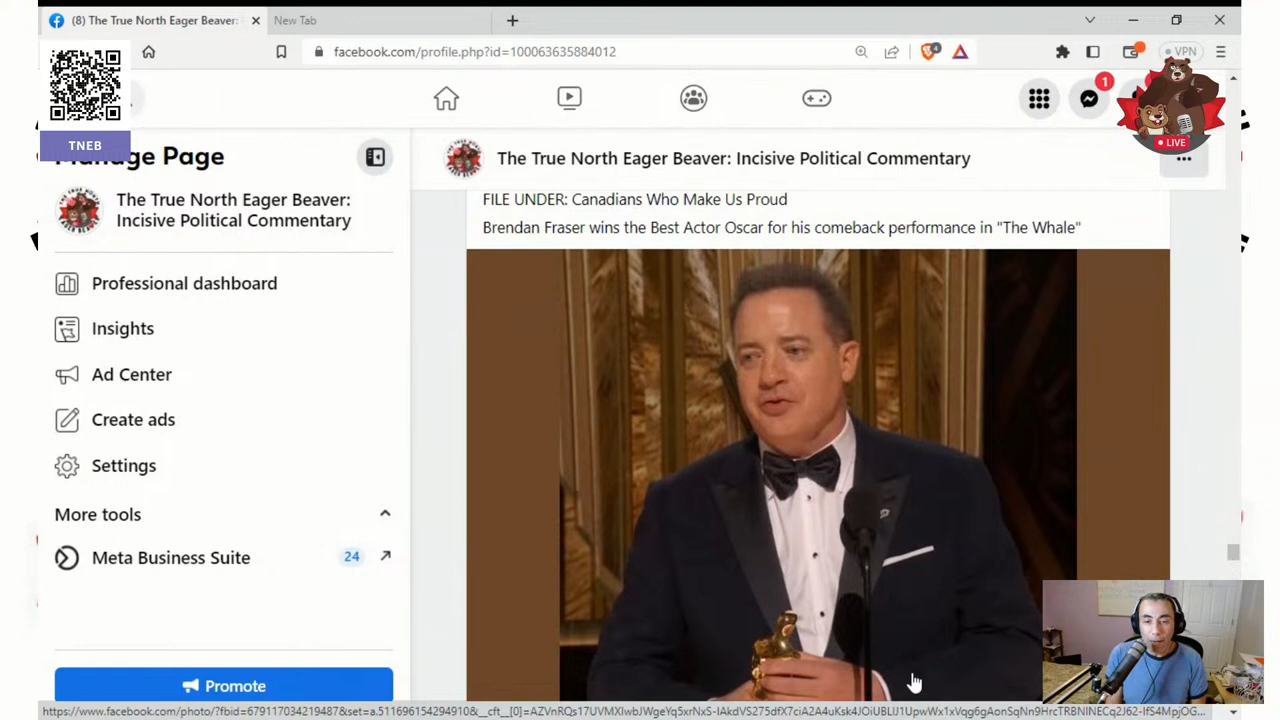 (8) The True North Eager Beaver:
New Tab
facebook.com/profile.php?id=100063635884012
4
VPN
1
LIVE
TNEB
Manage Page
The True North Eager Beaver: Incisive Political Commentary
The True North Eager Beaver:
Incisive Political Commentary
FILE UNDER: Canadians Who Make Us Proud
Brendan Fraser wins the Best Actor Oscar for his comeback performance in "The Whale"
Professional dashboard
Insights
Ad Center
Create ads
Settings
More tools
Meta Business Suite
24
Promote